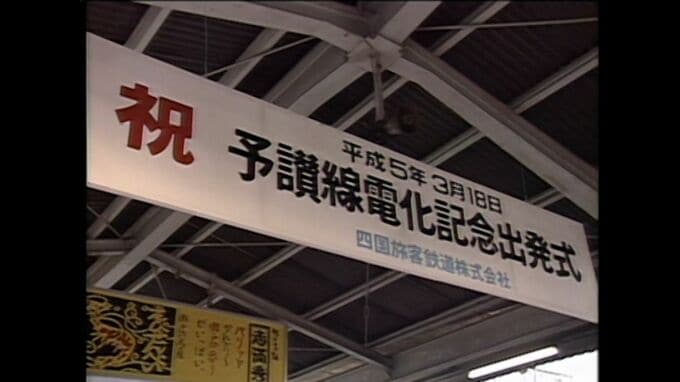 祝
平成5年3月18日
予讃線電化記念出発式
四国旅客鉄道株式会社